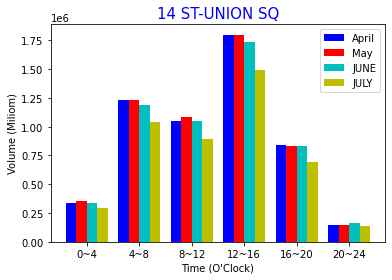 14 ST-UNION SQ
1e6
April
May
JUNE
JULY
Volume (Miliom)
1.75
1.50
1.25
1.00
0.75
0.50
0.25
0.00
0~4 4~8 8~12 12~16 16~20 20~24
Time (O'Clock)